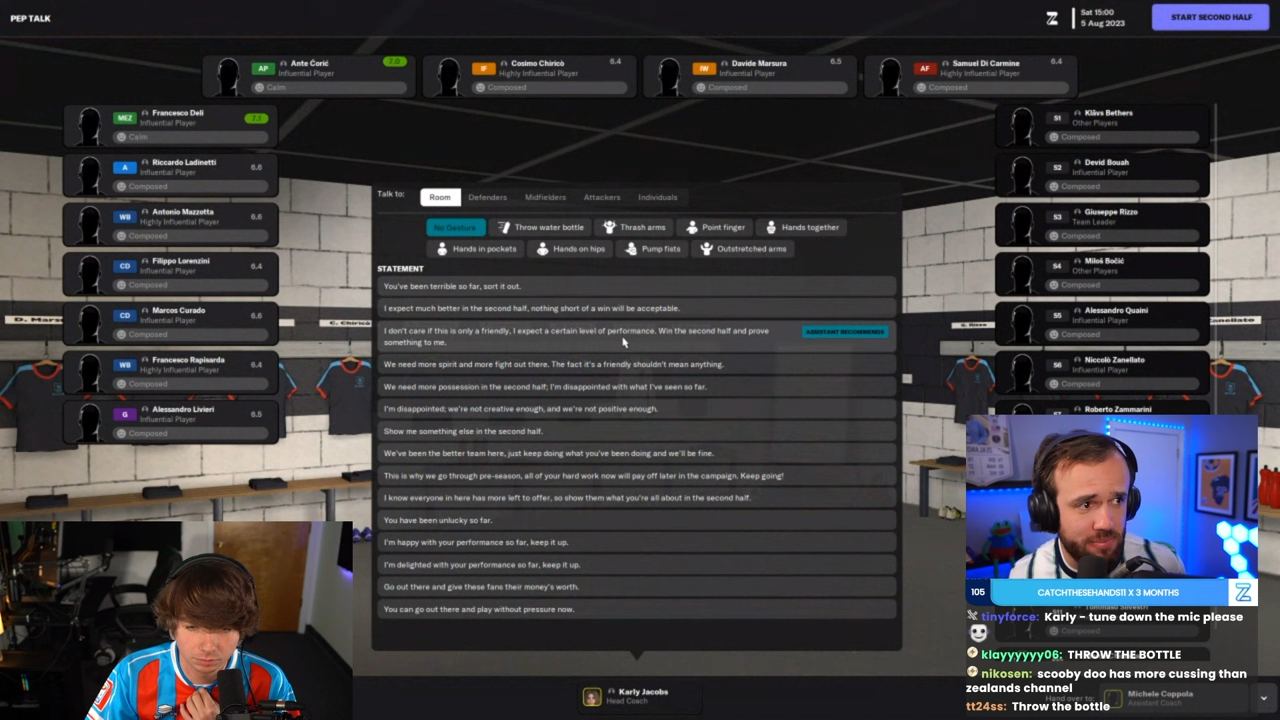 PEP TALK
Sat 15:00
5 Aug 2023
START SECOND HALF
AP Ante Ćorić 7.0
Influential Player
Calm
IF Cosimo Chiricò 6.4
Highly Influential Player
Composed
IW Davide Marsura 6.5
Influential Player
Composed
AF Samuel Di Carmine 6.4
Highly Influential Player
Composed
MEZ Francesco Deli 7.1
Influential Player
Calm
A Riccardo Ladinetti 6.6
Influential Player
Composed
WB Antonio Mazzotta 6.6
Highly Influential Player
Composed
CD Filippo Lorenzini 6.4
Influential Player
Composed
CD Marcos Curado 6.6
Influential Player
Composed
WB Francesco Rapisarda 6.4
Highly Influential Player
Composed
G Alessandro Livieri 6.5
Influential Player
Composed
Talk to: Room Defenders Midfielders Attackers Individuals
No Gesture Throw water bottle Thrash arms Point finger Hands together
Hands in pockets Hands on hips Pump fists Outstretched arms
STATEMENT
You've been terrible so far, sort it out.
I expect much better in the second half, nothing short of a win will be acceptable.
I don't care if this is only a friendly, I expect a certain level of performance. Win the second half and prove
something to me.
ASSISTANT RECOMMENDS
We need more spirit and more fight out there. The fact it's a friendly shouldn't mean anything.
We need more possession in the second half; I'm disappointed with what I've seen so far.
I'm disappointed; we're not creative enough, and we're not positive enough.
Show me something else in the second half.
We've been the better team here, just keep doing what you've been doing and we'll be fine.
This is why we go through pre-season, all of your hard work now will pay off later in the campaign. Keep going!
I know everyone in here has more left to offer, so show them what you're all about in the second half.
You have been unlucky so far.
I'm happy with your performance so far, keep it up.
I'm delighted with your performance so far, keep it up.
Go out there and give these fans their money's worth.
You can go out there and play without pressure now.
S1 Klāvs Bethers
Other Players
Composed
S2 Devid Bouah
Influential Player
Composed
S3 Giuseppe Rizzo
Team Leader
Composed
S4 Miloš Bočić
Other Players
Composed
S5 Alessandro Quaini
Influential Player
Composed
S6 Niccolò Zanellato
Influential Player
Composed
Roberto Zammarini
C. Chiricò
Karly Jacobs
Head Coach
105 CATCHTHESEHANDS11 X 3 MONTHS Z
tinyforce: Karly - tune down the mic please
Composed
klayyyyyy06: THROW THE BOTTLE
nikosen: scooby doo has more cussing than
zealands channel
tt24ss: Throw the bottle
Hand over to:
Michele Coppola
Assistant Coach